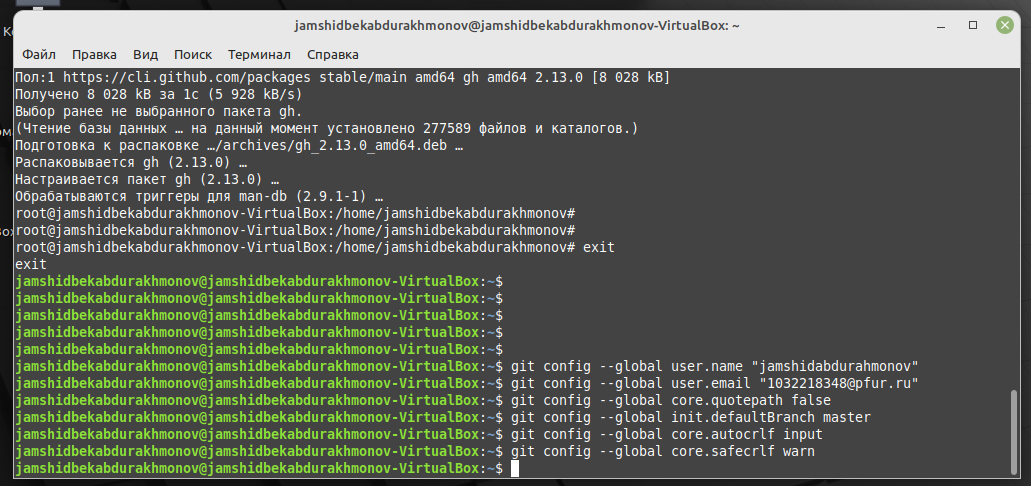 jamshidbekabdurakhmonov@jamshidbekabdurakhmonov-VirtualBox: ~
Файл Правка Вид Поиск Терминал Справка
Пол:1 https://cli.github.com/packages stable/main amd64 gh amd64 2.13.0 [8 028 kB]
Получено 8 028 kB за 1с (5 928 kB/s)
Выбор ранее не выбранного пакета gh.
(Чтение базы данных … на данный момент установлено 277589 файлов и каталогов.)
Подготовка к распаковке …/archives/gh_2.13.0_amd64.deb …
Распаковывается gh (2.13.0) …
Настраивается пакет gh (2.13.0) …
Обрабатываются триггеры для man-db (2.9.1-1) …
root@jamshidbekabdurakhmonov-VirtualBox:/home/jamshidbekabdurakhmonov#
root@jamshidbekabdurakhmonov-VirtualBox:/home/jamshidbekabdurakhmonov#
root@jamshidbekabdurakhmonov-VirtualBox:/home/jamshidbekabdurakhmonov# exit
exit
jamshidbekabdurakhmonov@jamshidbekabdurakhmonov-VirtualBox:~$
jamshidbekabdurakhmonov@jamshidbekabdurakhmonov-VirtualBox:~$
jamshidbekabdurakhmonov@jamshidbekabdurakhmonov-VirtualBox:~$
jamshidbekabdurakhmonov@jamshidbekabdurakhmonov-VirtualBox:~$
jamshidbekabdurakhmonov@jamshidbekabdurakhmonov-VirtualBox:~$
jamshidbekabdurakhmonov@jamshidbekabdurakhmonov-VirtualBox:~$ git config --global user.name "jamshidabdurahmonov"
jamshidbekabdurakhmonov@jamshidbekabdurakhmonov-VirtualBox:~$ git config --global user.email "1032218348@pfur.ru"
jamshidbekabdurakhmonov@jamshidbekabdurakhmonov-VirtualBox:~$ git config --global core.quotepath false
jamshidbekabdurakhmonov@jamshidbekabdurakhmonov-VirtualBox:~$ git config --global init.defaultBranch master
jamshidbekabdurakhmonov@jamshidbekabdurakhmonov-VirtualBox:~$ git config --global core.autocrlf input
jamshidbekabdurakhmonov@jamshidbekabdurakhmonov-VirtualBox:~$ git config --global core.safecrlf warn
jamshidbekabdurakhmonov@jamshidbekabdurakhmonov-VirtualBox:~$